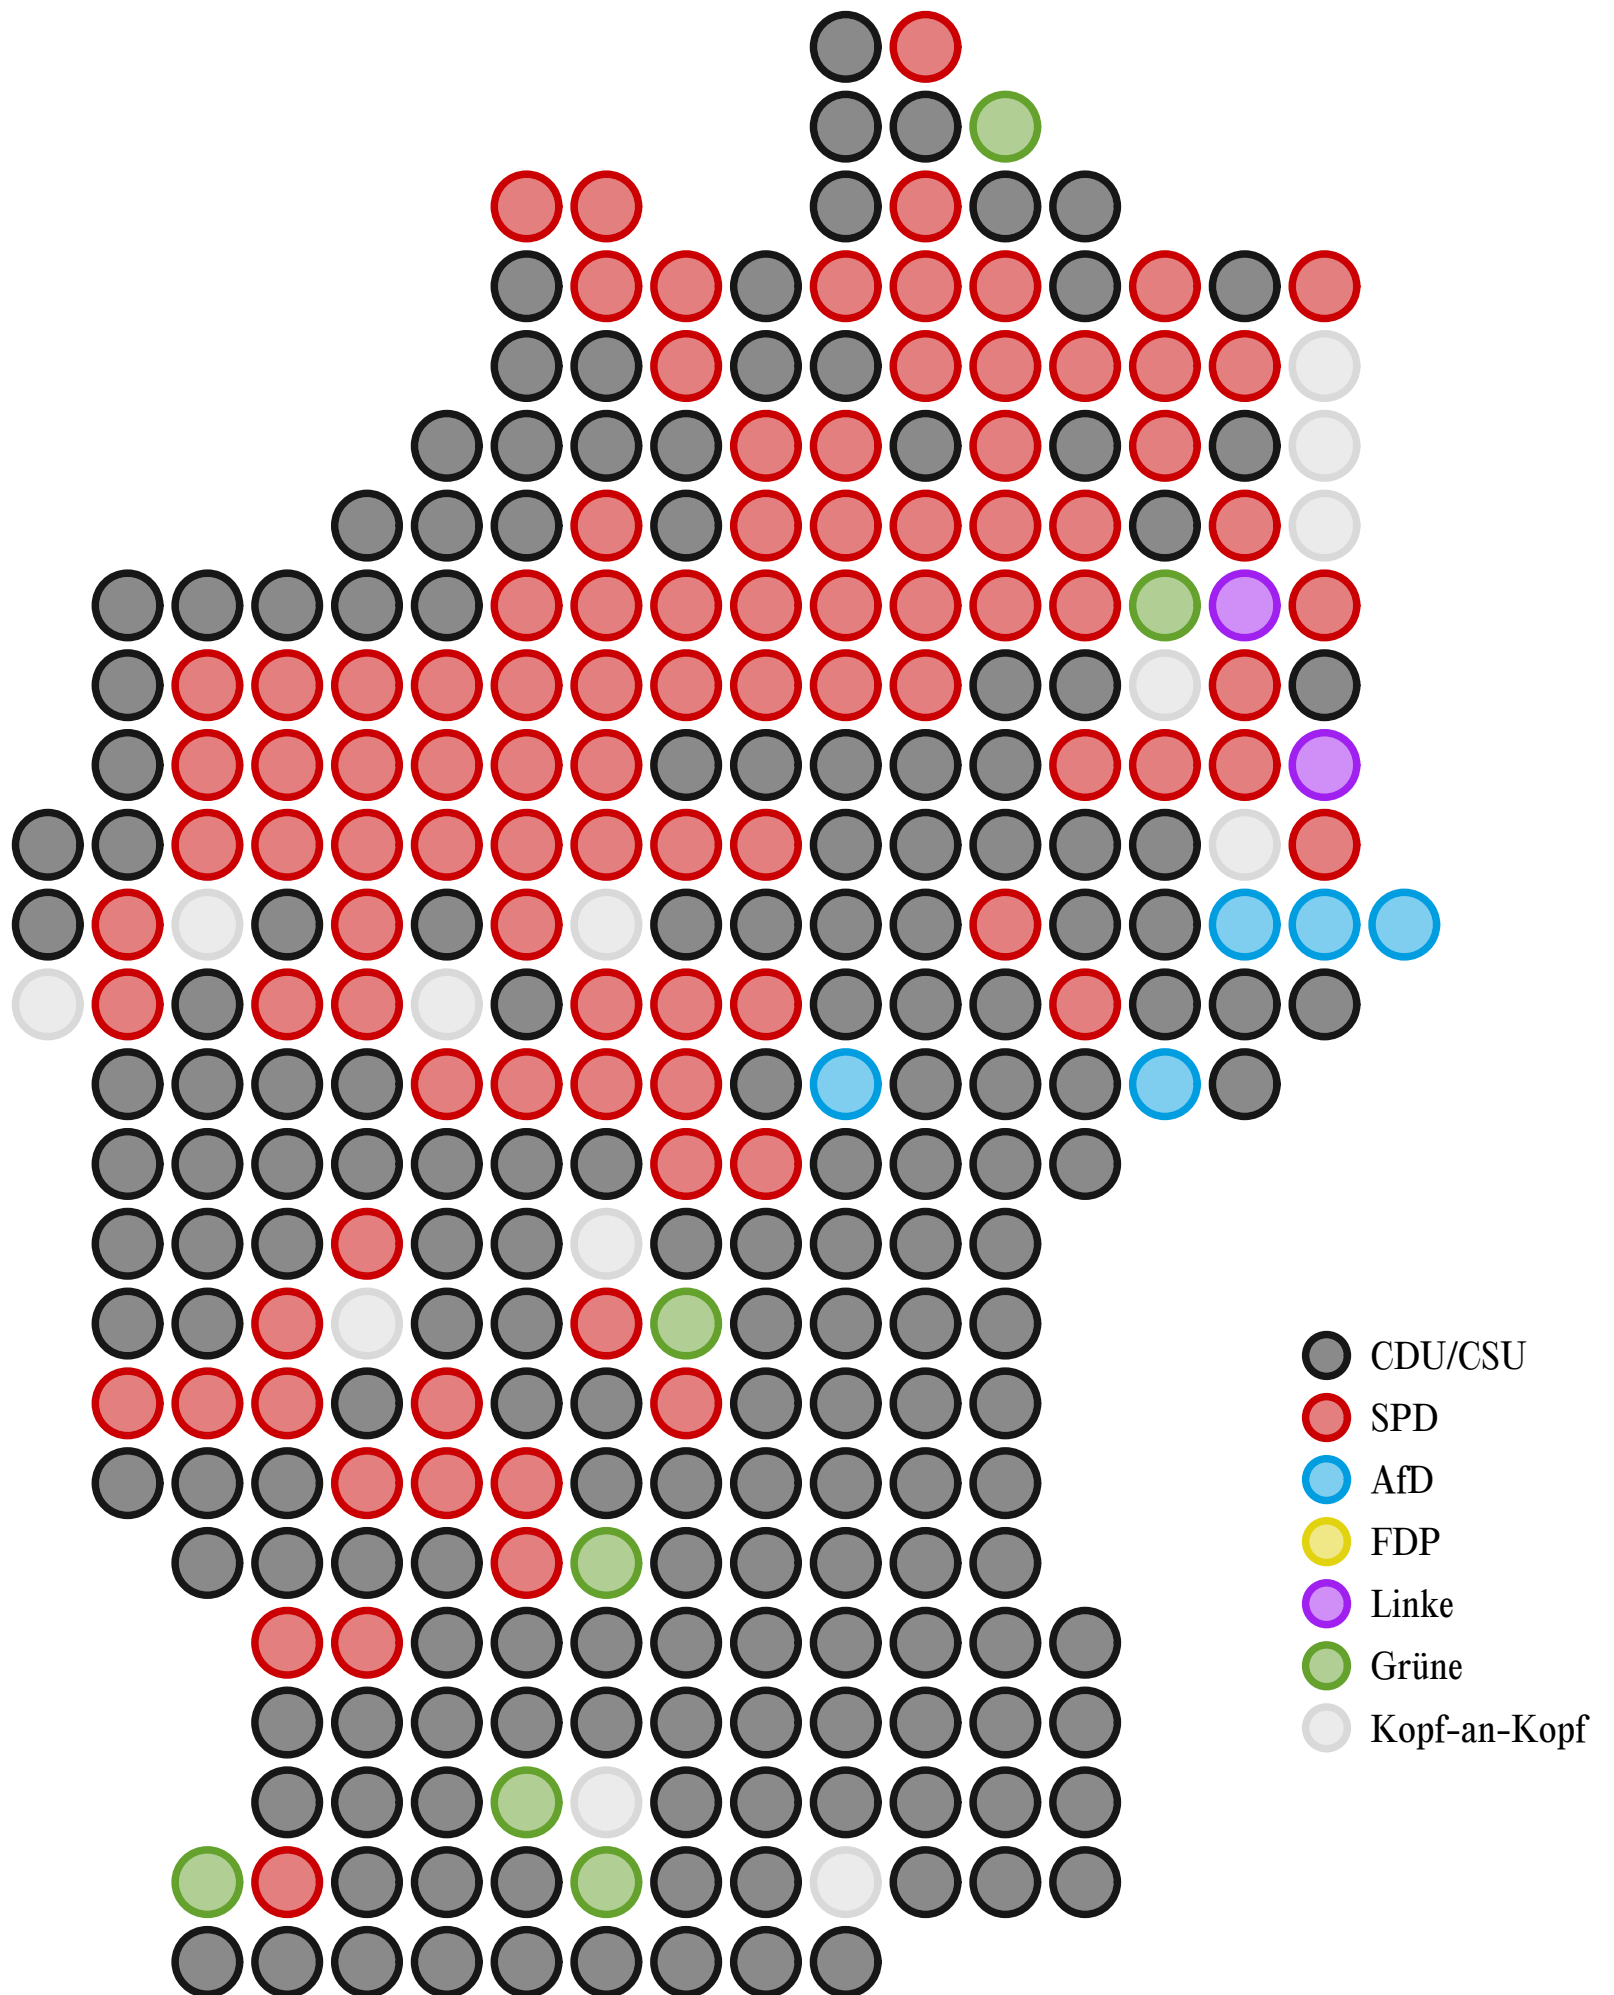 CDU/CSU
SPD
AfD
FDP
Linke
Grüne
Kopf-an-Kopf